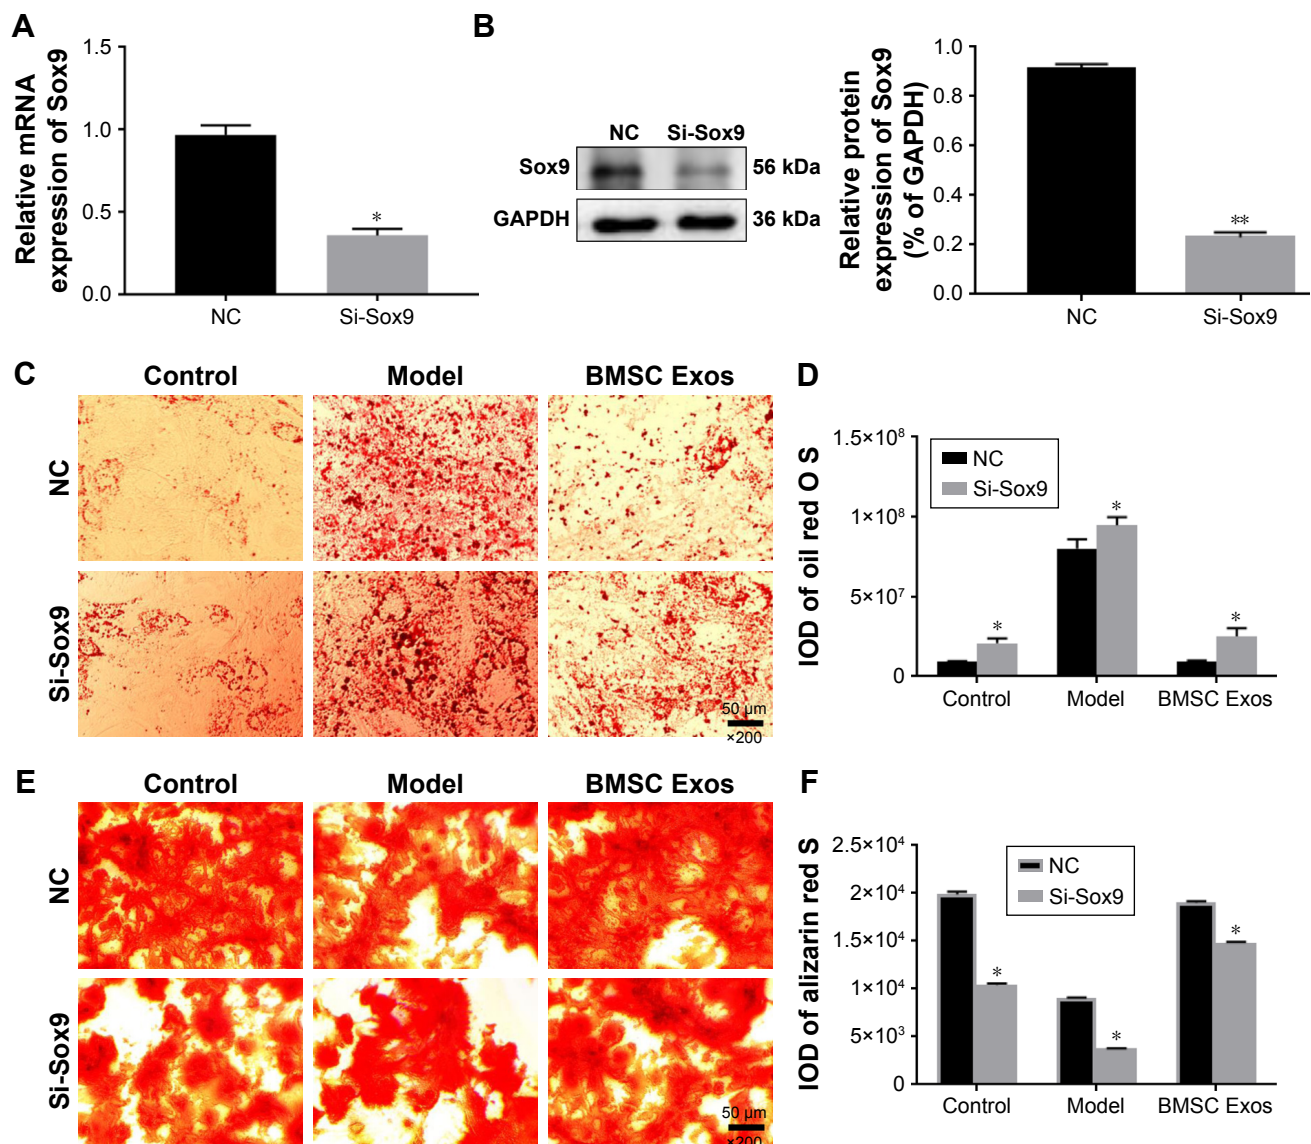 A
Relative mRNA
expression of Sox9
1.5
1.0
0.5
0.0
*
NC
Si-Sox9
B
NC
Si-Sox9
Sox9
56 kDa
GAPDH
36 kDa
Relative protein
expression of Sox9
(% of GAPDH)
1.0
0.8
0.6
0.4
0.2
0.0
**
NC
Si-Sox9
C
Control
Model
BMSC Exos
NC
Si-Sox9
50 µm
×200
D
IOD of oil red O S
1.5×10⁸
1×10⁸
5×10⁷
0
NC
Si-Sox9
*
*
*
Control
Model
BMSC Exos
E
Control
Model
BMSC Exos
NC
Si-Sox9
50 µm
×200
F
IOD of alizarin red S
2.5×10⁴
2×10⁴
1.5×10⁴
1×10⁴
5×10³
0
NC
Si-Sox9
*
*
*
Control
Model
BMSC Exos